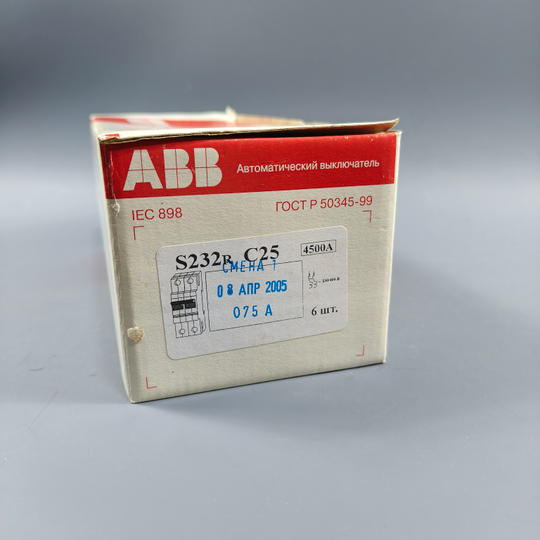 ABB Автоматический выключатель
IEC 898 ГОСТ Р 50345-99
S232R C25 4500A
СМЕНА 1
08 АПР 2005
075 А
6 шт.